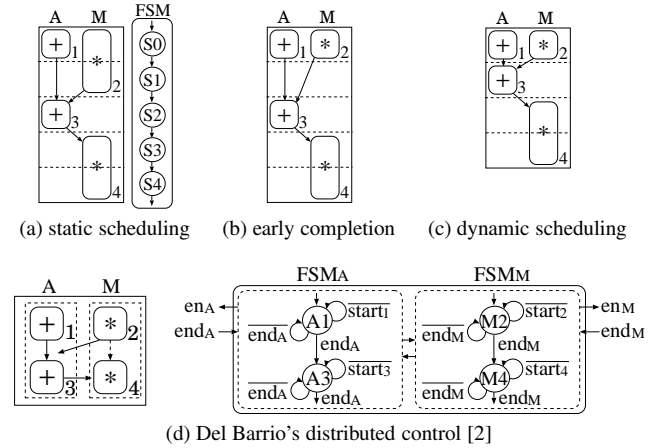 A M FSM A M A M
+ 1 * 2 S0 + 1 * 2 + 1 * 2
S1 + 3
+ 3 S2 + 3
S3 * 4
* 4 S4 * 4
(a) static scheduling (b) early completion (c) dynamic scheduling
A M FSMA FSMM
enA A1 start1 M2 start2 enM
+ 1 * 2 endA endA endM endM
endA endM
+ 3 * 4 A3 start3 M4 start4
endA endA endM endM
(d) Del Barrio's distributed control [2]